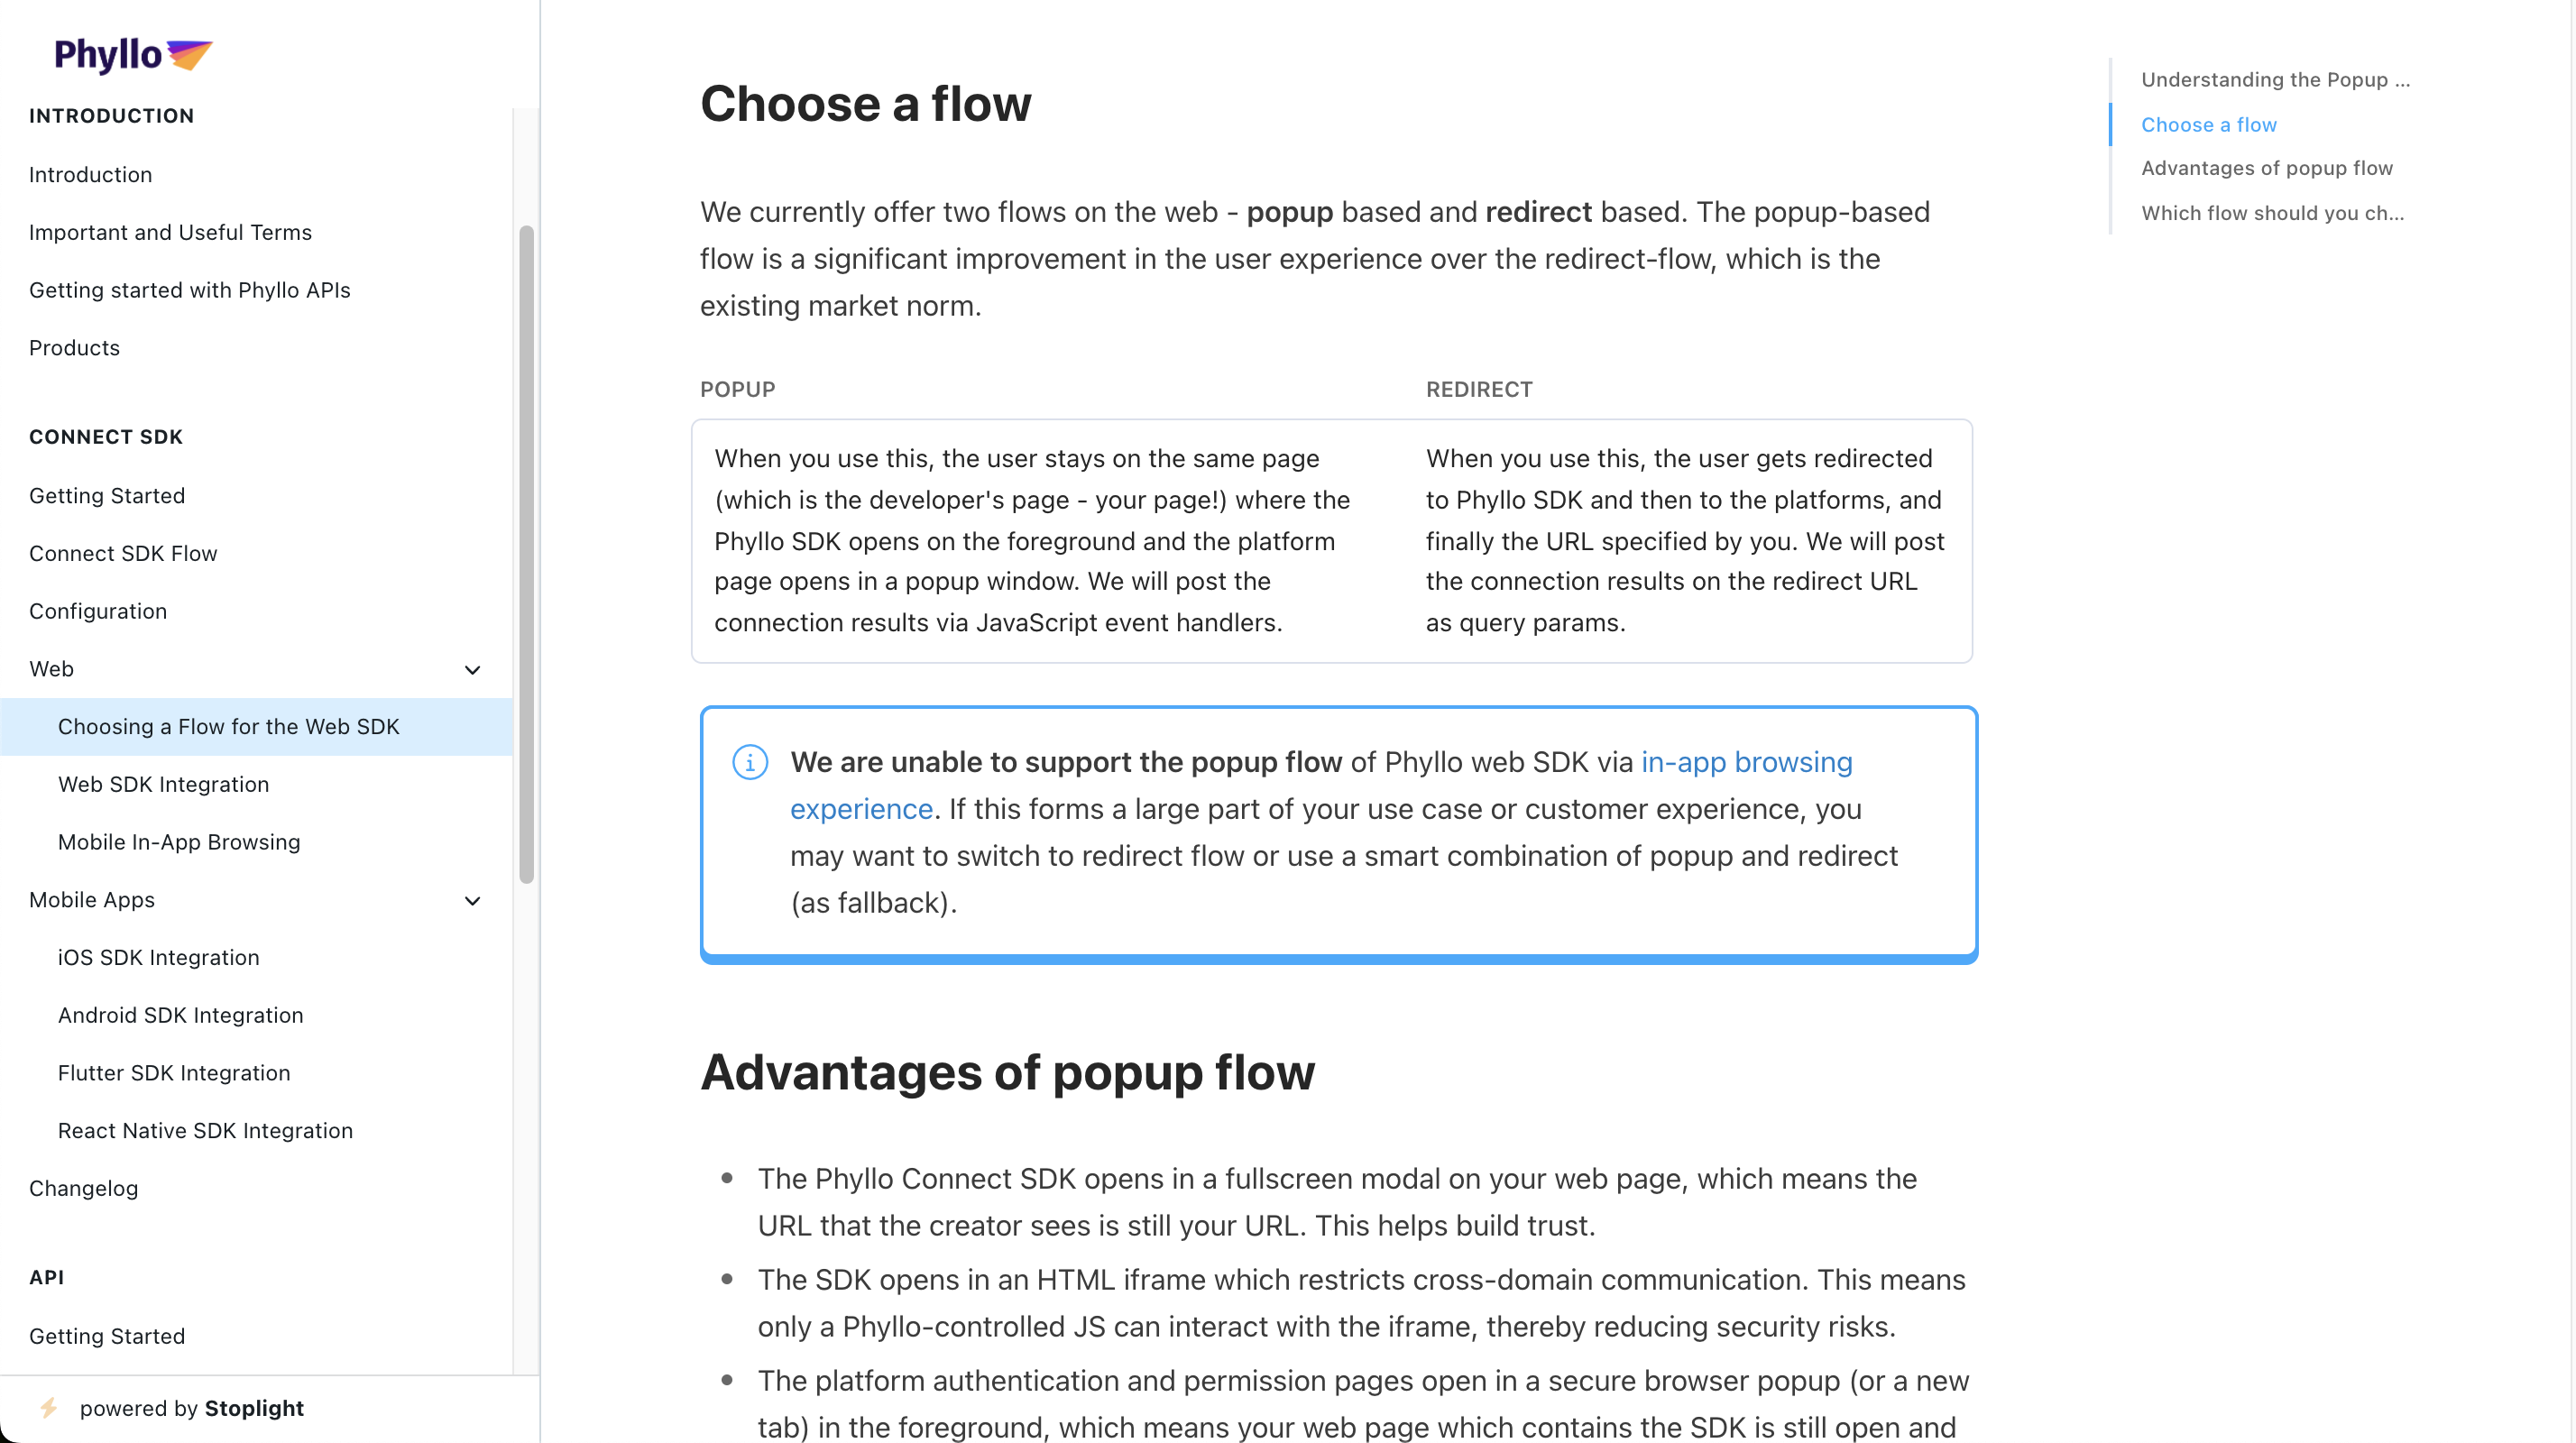 Phyllo
INTRODUCTION
Introduction
Important and Useful Terms
Getting started with Phyllo APIs
Products
CONNECT SDK
Getting Started
Connect SDK Flow
Configuration
Web
Choosing a Flow for the Web SDK
Web SDK Integration
Mobile In-App Browsing
Mobile Apps
iOS SDK Integration
Android SDK Integration
Flutter SDK Integration
React Native SDK Integration
Changelog
API
Getting Started
powered by Stoplight
Choose a flow
We currently offer two flows on the web - popup based and redirect based. The popup-based
flow is a significant improvement in the user experience over the redirect-flow, which is the
existing market norm.
POPUP
When you use this, the user stays on the same page
(which is the developer's page - your page!) where the
Phyllo SDK opens on the foreground and the platform
page opens in a popup window. We will post the
connection results via JavaScript event handlers.
REDIRECT
When you use this, the user gets redirected
to Phyllo SDK and then to the platforms, and
finally the URL specified by you. We will post
the connection results on the redirect URL
as query params.
We are unable to support the popup flow of Phyllo web SDK via in-app browsing
experience. If this forms a large part of your use case or customer experience, you
may want to switch to redirect flow or use a smart combination of popup and redirect
(as fallback).
Advantages of popup flow
The Phyllo Connect SDK opens in a fullscreen modal on your web page, which means the
URL that the creator sees is still your URL. This helps build trust.
The SDK opens in an HTML iframe which restricts cross-domain communication. This means
only a Phyllo-controlled JS can interact with the iframe, thereby reducing security risks.
The platform authentication and permission pages open in a secure browser popup (or a new
tab) in the foreground, which means your web page which contains the SDK is still open and
Understanding the Popup ...
Choose a flow
Advantages of popup flow
Which flow should you ch...